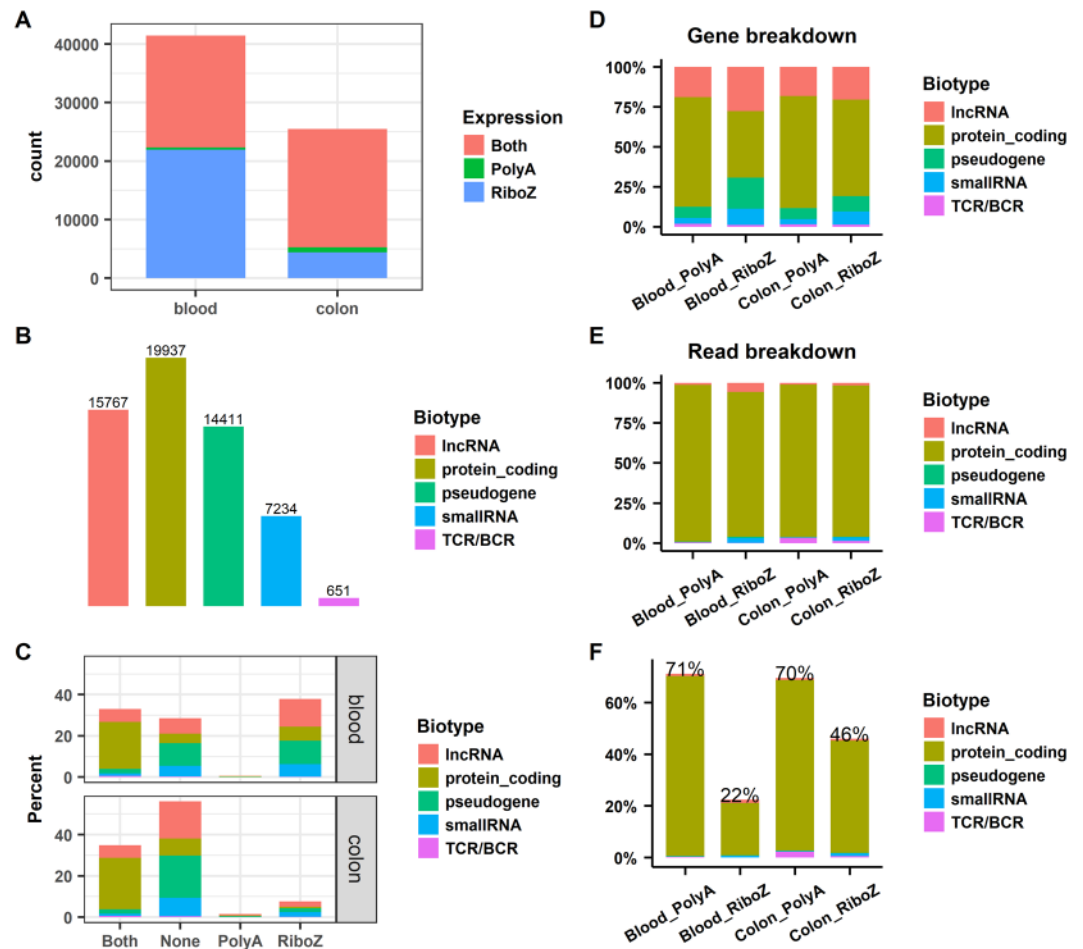 A
40000
30000
20000
10000
0
count
blood
colon
Expression
Both
PolyA
RiboZ
B
15767
19937
14411
7234
651
Biotype
lncRNA
protein_coding
pseudogene
smallRNA
TCR/BCR
C
Percent
40
20
0
blood
40
20
0
colon
Both
None
PolyA
RiboZ
Biotype
lncRNA
protein_coding
pseudogene
smallRNA
TCR/BCR
D
Gene breakdown
100%
75%
50%
25%
0%
Blood_PolyA
Blood_RiboZ
Colon_PolyA
Colon_RiboZ
Biotype
lncRNA
protein_coding
pseudogene
smallRNA
TCR/BCR
E
Read breakdown
100%
75%
50%
25%
0%
Blood_PolyA
Blood_RiboZ
Colon_PolyA
Colon_RiboZ
Biotype
lncRNA
protein_coding
pseudogene
smallRNA
TCR/BCR
F
60%
40%
20%
0%
71%
22%
70%
46%
Blood_PolyA
Blood_RiboZ
Colon_PolyA
Colon_RiboZ
Biotype
lncRNA
protein_coding
pseudogene
smallRNA
TCR/BCR